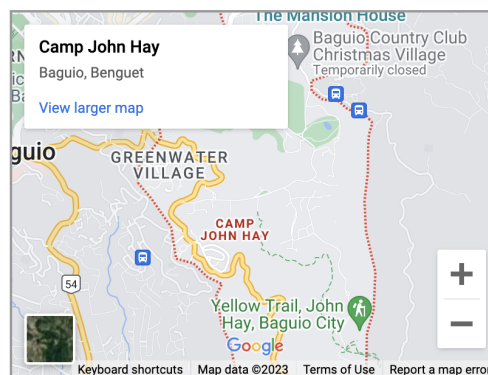 The Mansion House
Camp John Hay
Baguio, Benguet
View larger map
Baguio Country Club
Christmas Village
Temporarily closed
guio
GREENWATER
VILLAGE
CAMP
JOHN HAY
54
Yellow Trail, John
Hay, Baguio City
Google
Keyboard shortcuts
Map data ©2023
Terms of Use
Report a map error